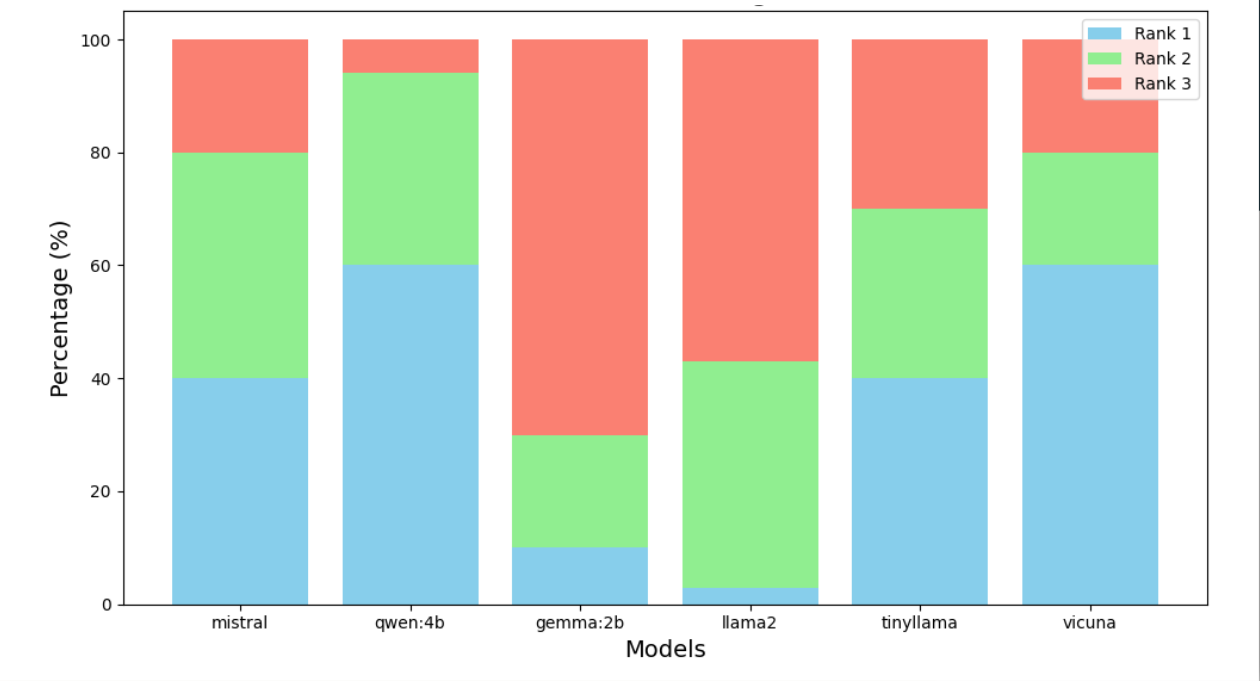 Rank 1
Rank 2
Rank 3
Percentage (%)
100
80
60
40
20
0
mistral
qwen:4b
gemma:2b
llama2
tinyllama
vicuna
Models